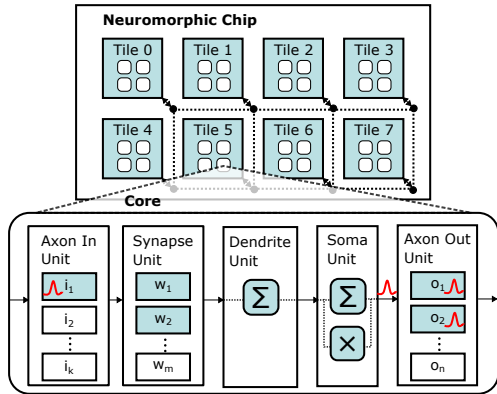 Neuromorphic Chip
Tile 0 Tile 1 Tile 2 Tile 3
Tile 4 Tile 5 Tile 6 Tile 7
Core
Axon In Unit
i1
i2
ik
Synapse Unit
w1
w2
wm
Dendrite Unit
Σ
Soma Unit
Σ
×
Axon Out Unit
o1
o2
on